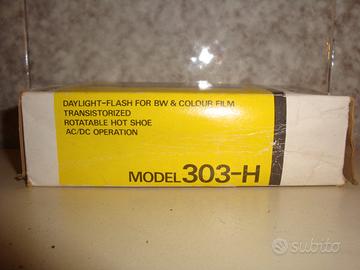 DAYLIGHT-FLASH FOR BW & COLOUR FILM
TRANSISTORIZED
ROTATABLE HOT SHOE
AC/DC OPERATION
MODEL 303-H
subito